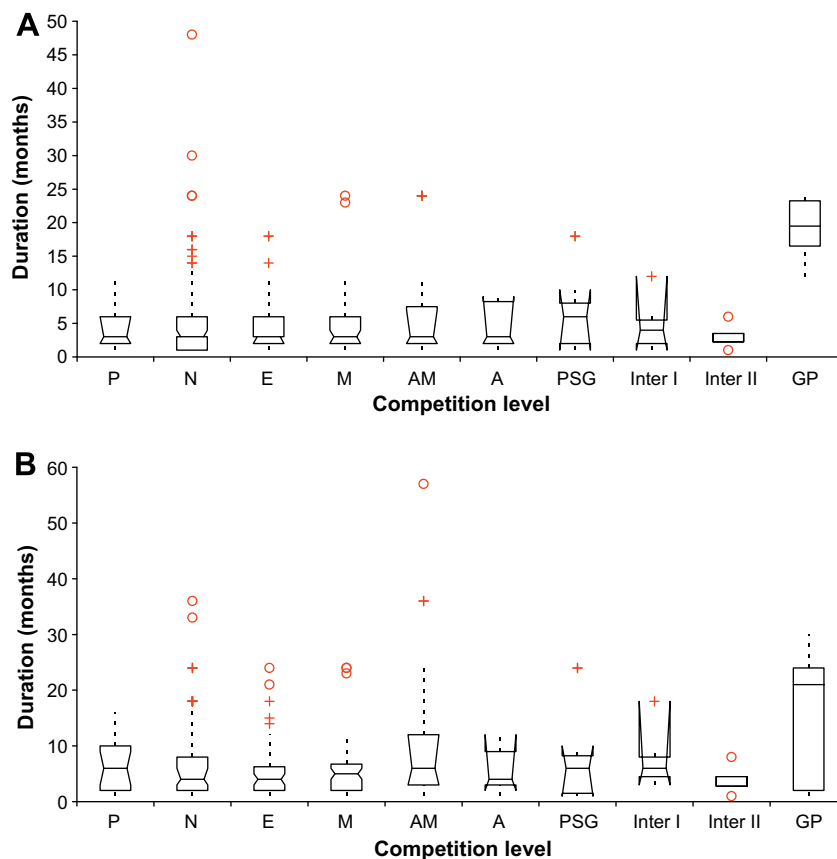 A
Duration (months)
50
45
40
35
30
25
20
15
10
5
0
P N E M AM A PSG Inter I Inter II GP
Competition level
B
Duration (months)
60
50
40
30
20
10
0
P N E M AM A PSG Inter I Inter II GP
Competition level